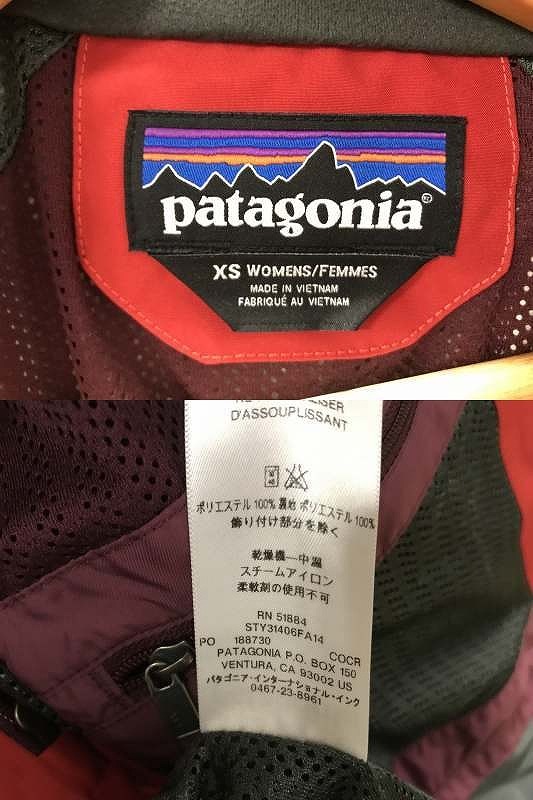 patagonia
XS WOMENS/FEMMES
MADE IN VIETNAM
FABRIQUÉ AU VIETNAM
D'ASSOUPLISSANT
ポリエステル 100% 裏地 ポリエステル 100%
飾り付け部分を除く
乾燥機—中温
スチームアイロン
柔軟剤の使用不可
RN 51884
STY31406FA14
PO 188730 COCR
PATAGONIA P.O. BOX 150
VENTURA, CA 93002 US
パタゴニア・インターナショナル・インク
0467-23-8961